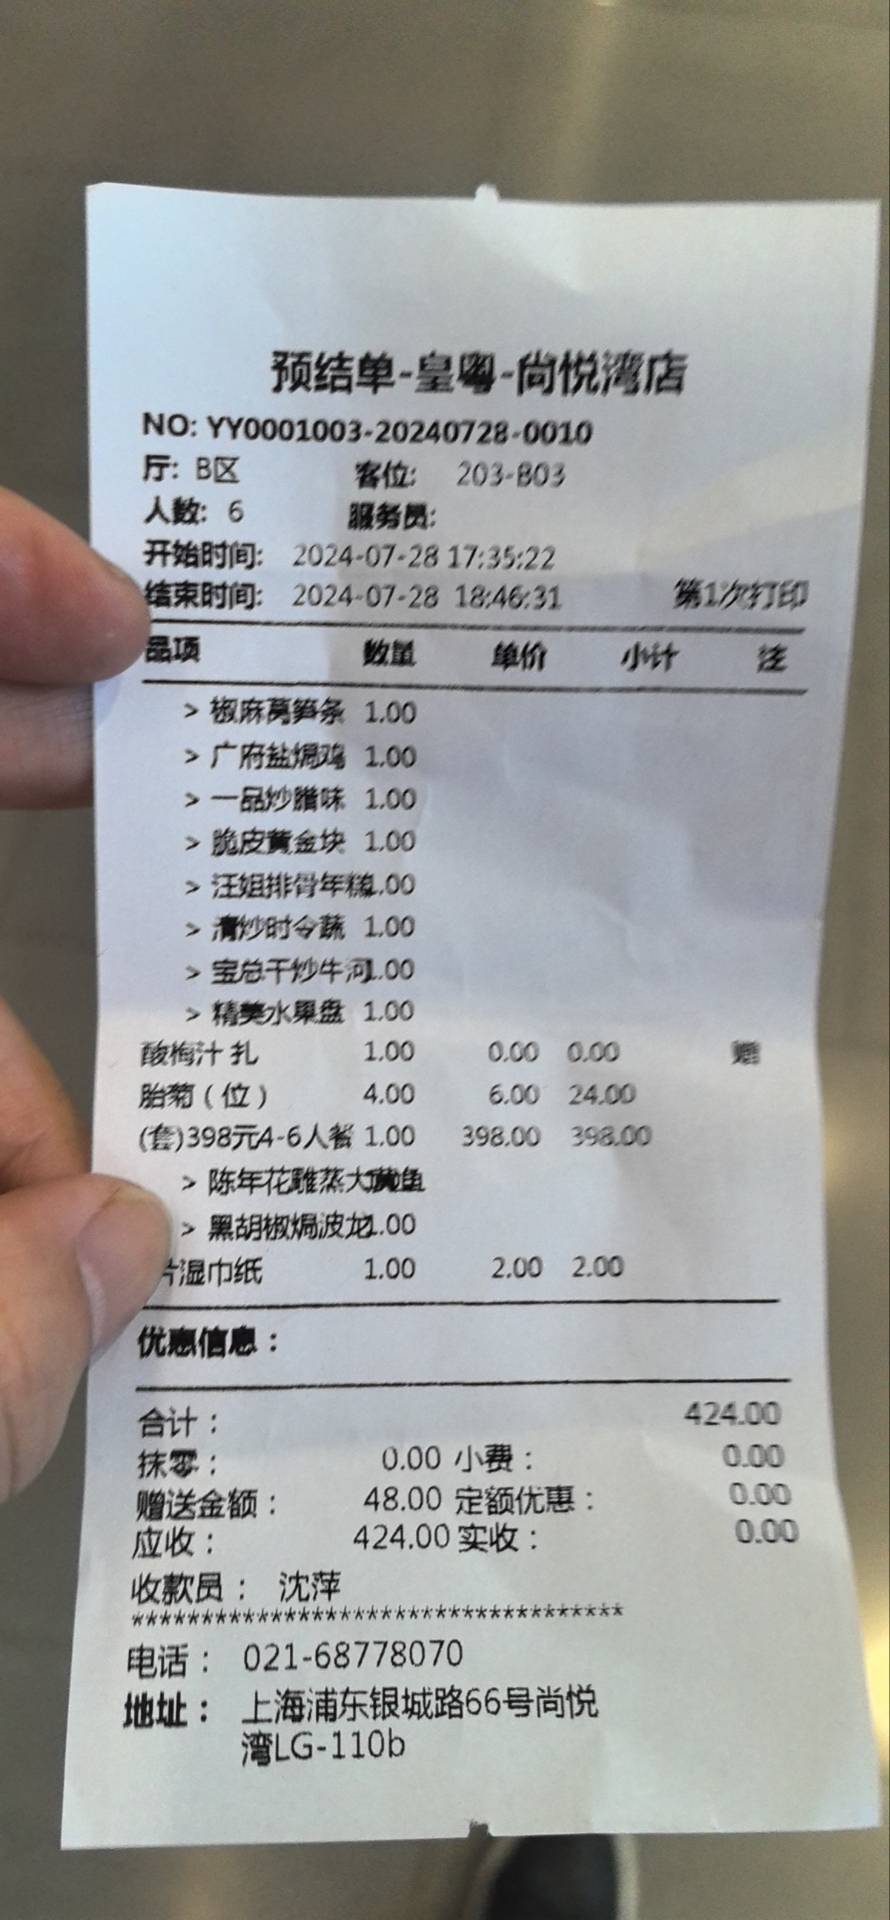 预结单-皇粤-尚悦湾店
NO: YY0001003-20240728-0010
厅: B区 客位: 203-B03
人数: 6 服务员:
开始时间: 2024-07-28 17:35:22
结束时间: 2024-07-28 18:46:31 第1次打印
品项 数量 单价 小计 注
> 椒麻莴笋条 1.00
> 广府盐焗鸡 1.00
> 一品炒腊味 1.00
> 脆皮黄金块 1.00
> 汪姐排骨年糕1.00
> 清炒时令蔬 1.00
> 宝总干炒牛河1.00
> 精美水果盘 1.00
酸梅汁 扎 1.00 0.00 0.00 赠
胎菊（位） 4.00 6.00 24.00
(套)398元4-6人餐 1.00 398.00 398.00
> 陈年花雕蒸大黄鱼
> 黑胡椒焗波龙1.00
片湿巾纸 1.00 2.00 2.00
优惠信息：
合计： 424.00
抹零： 0.00 小费： 0.00
赠送金额： 48.00 定额优惠： 0.00
应收： 424.00 实收： 0.00
收款员： 沈萍
***********************************
电话： 021-68778070
地址： 上海浦东银城路66号尚悦
湾LG-110b